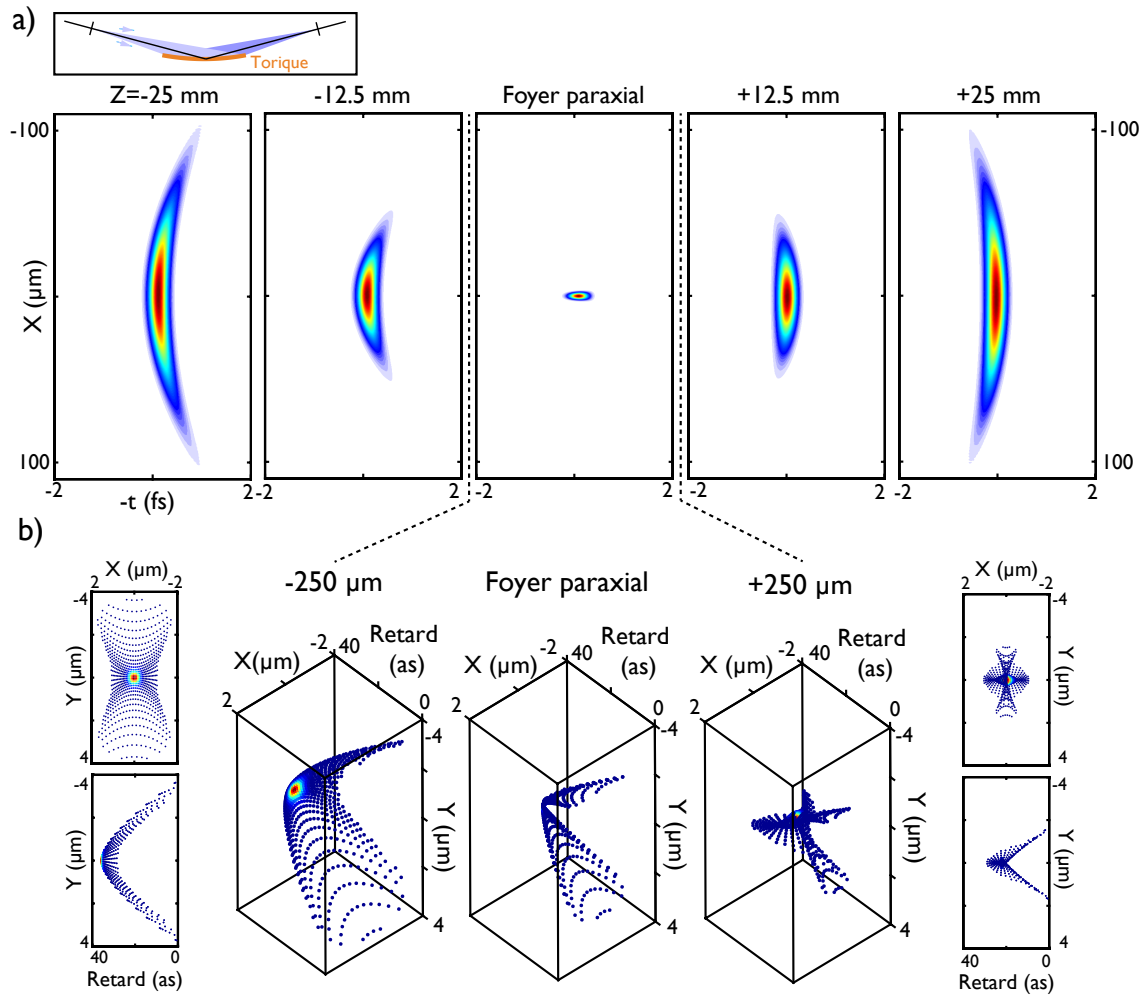 a)
Torique
Z=-25 mm
-12.5 mm
Foyer paraxial
+12.5 mm
+25 mm
-100
100
X (µm)
-100
100
-2
2
-2
2
-2
2
-2
2
-2
2
-t (fs)
b)
-250 µm
Foyer paraxial
+250 µm
X (µm)
2
-2
-4
Y (µm)
4
-4
Y (µm)
4
40
0
Retard (as)
X(µm)
2
-2
40
Retard
(as)
0
-4
Y (µm)
4
X (µm)
2
-2
40
Retard
(as)
0
-4
Y (µm)
4
X (µm)
2
-2
40
Retard
(as)
0
-4
Y (µm)
4
X (µm)
2
-2
-4
Y (µm)
4
-4
Y (µm)
4
40
0
Retard (as)